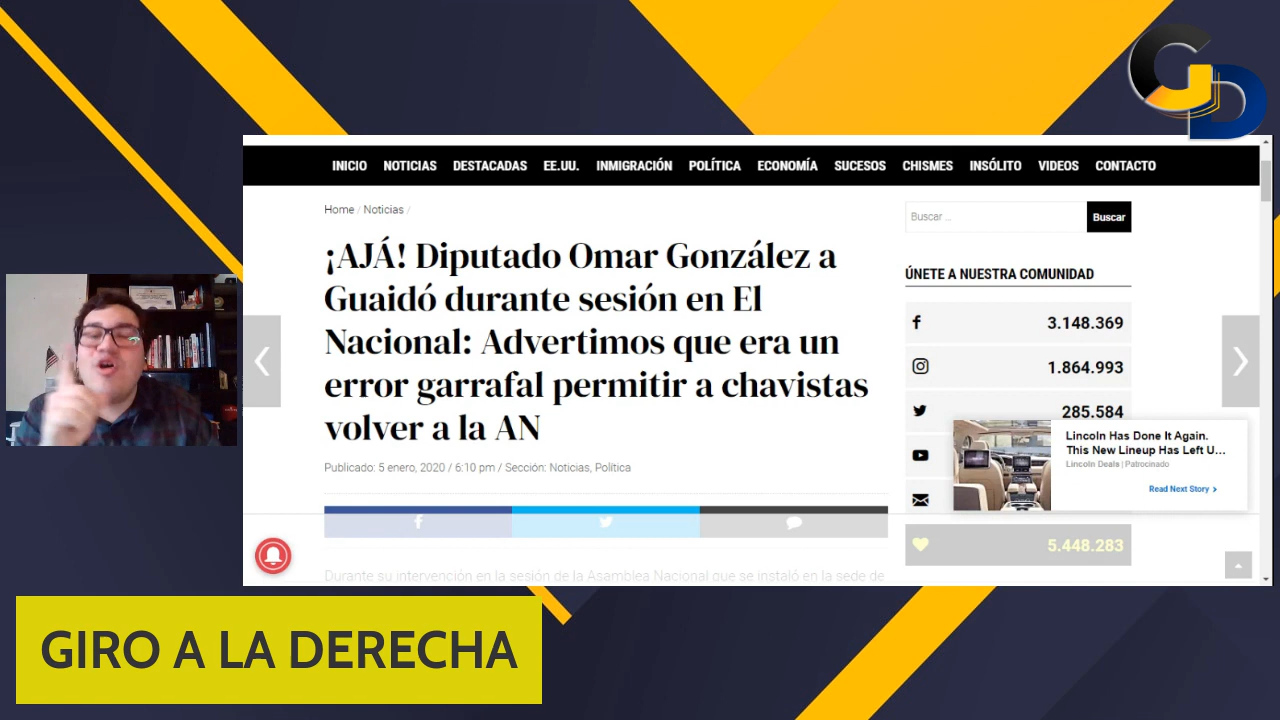 GD
INICIO NOTICIAS DESTACADAS EE.UU. INMIGRACIÓN POLÍTICA ECONOMÍA SUCESOS CHISMES INSÓLITO VIDEOS CONTACTO
Home / Noticias /
¡AJÁ! Diputado Omar González a
Guaidó durante sesión en El
Nacional: Advertimos que era un
error garrafal permitir a chavistas
volver a la AN
Publicado: 5 enero, 2020 / 6:10 pm / Sección: Noticias, Política
Durante su intervención en la sesión de la Asamblea Nacional que se instaló en la sede de
Buscar ..
Buscar
ÚNETE A NUESTRA COMUNIDAD
3.148.369
1.864.993
285.584
Lincoln Has Done It Again.
This New Lineup Has Left U...
Lincoln Deals | Patrocinado
Read Next Story >
5.448.283
GIRO A LA DERECHA